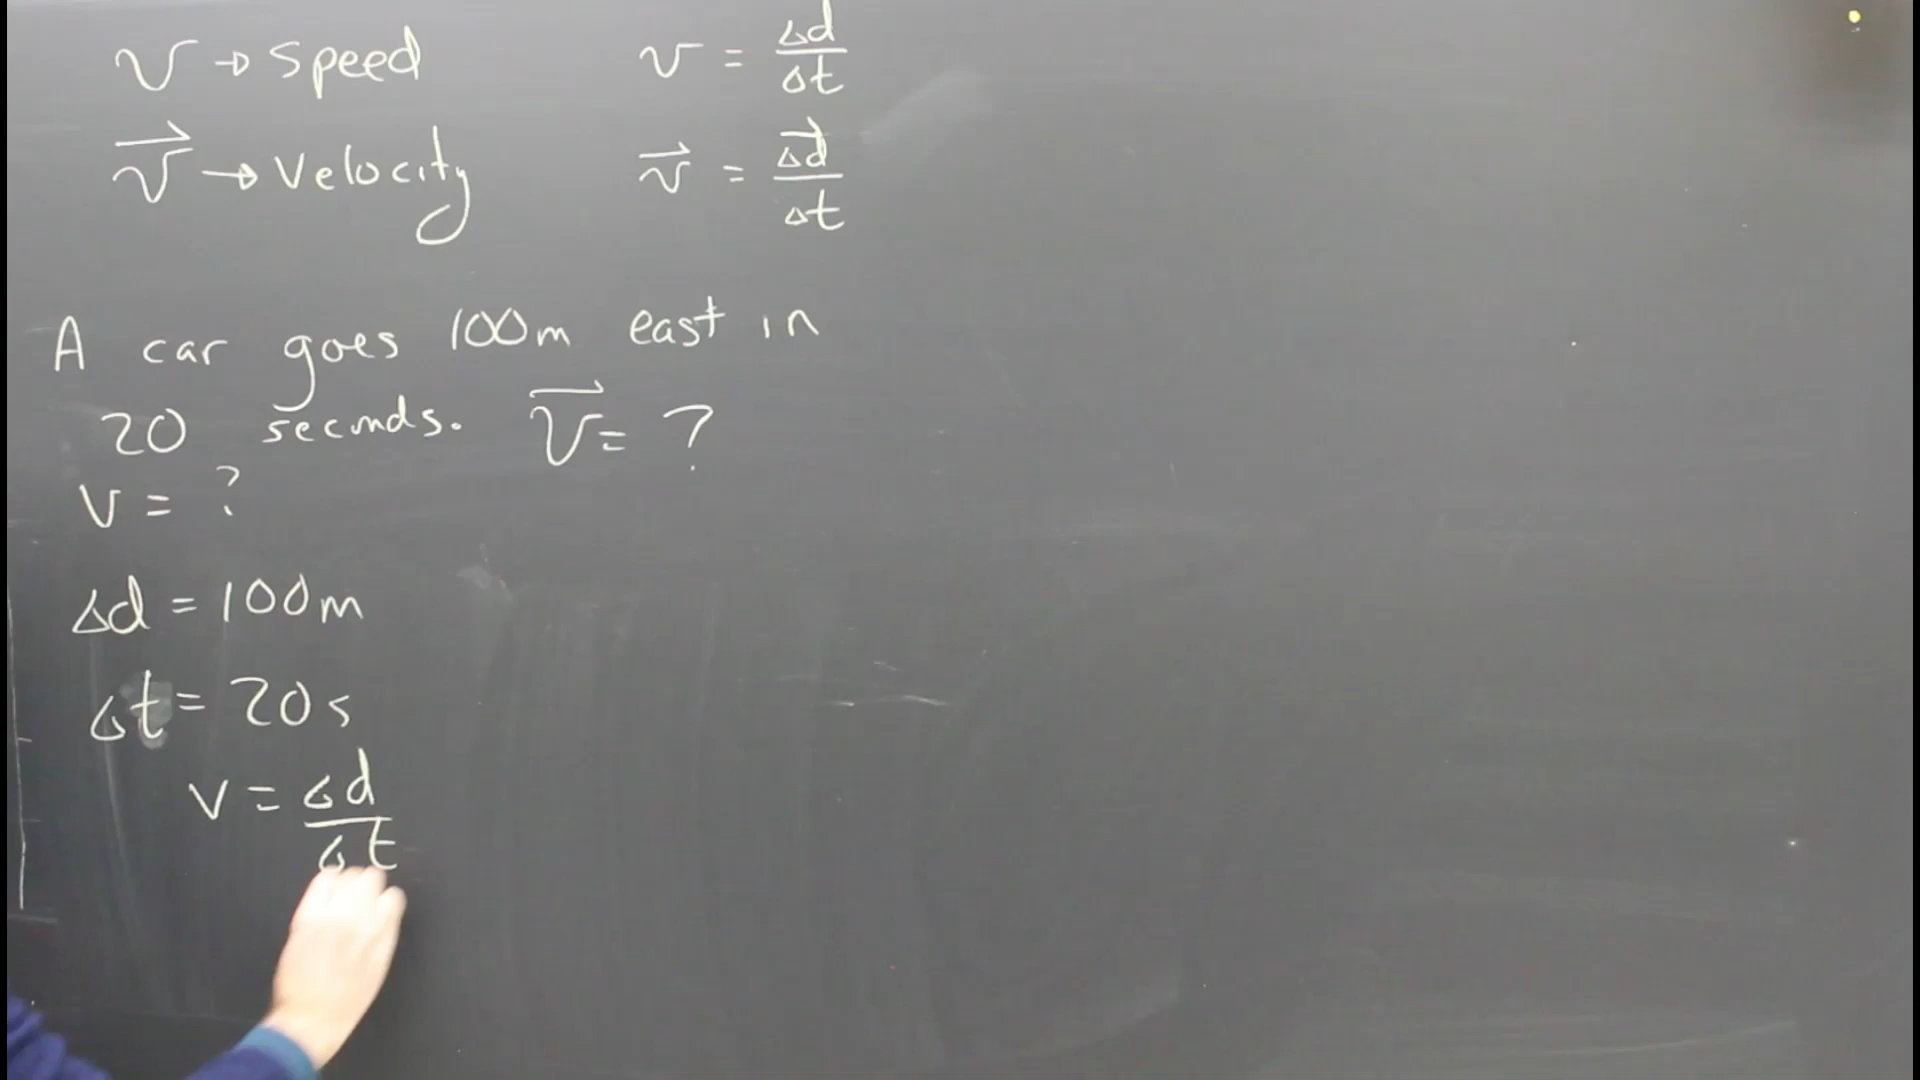 v → speed v = Δd/Δt
v⃗ → Velocity v⃗ = Δd⃗/Δt
A car goes 100m east in
20 seconds. v⃗ = ?
v = ?
Δd = 100m
Δt = 20s
v = Δd/Δt